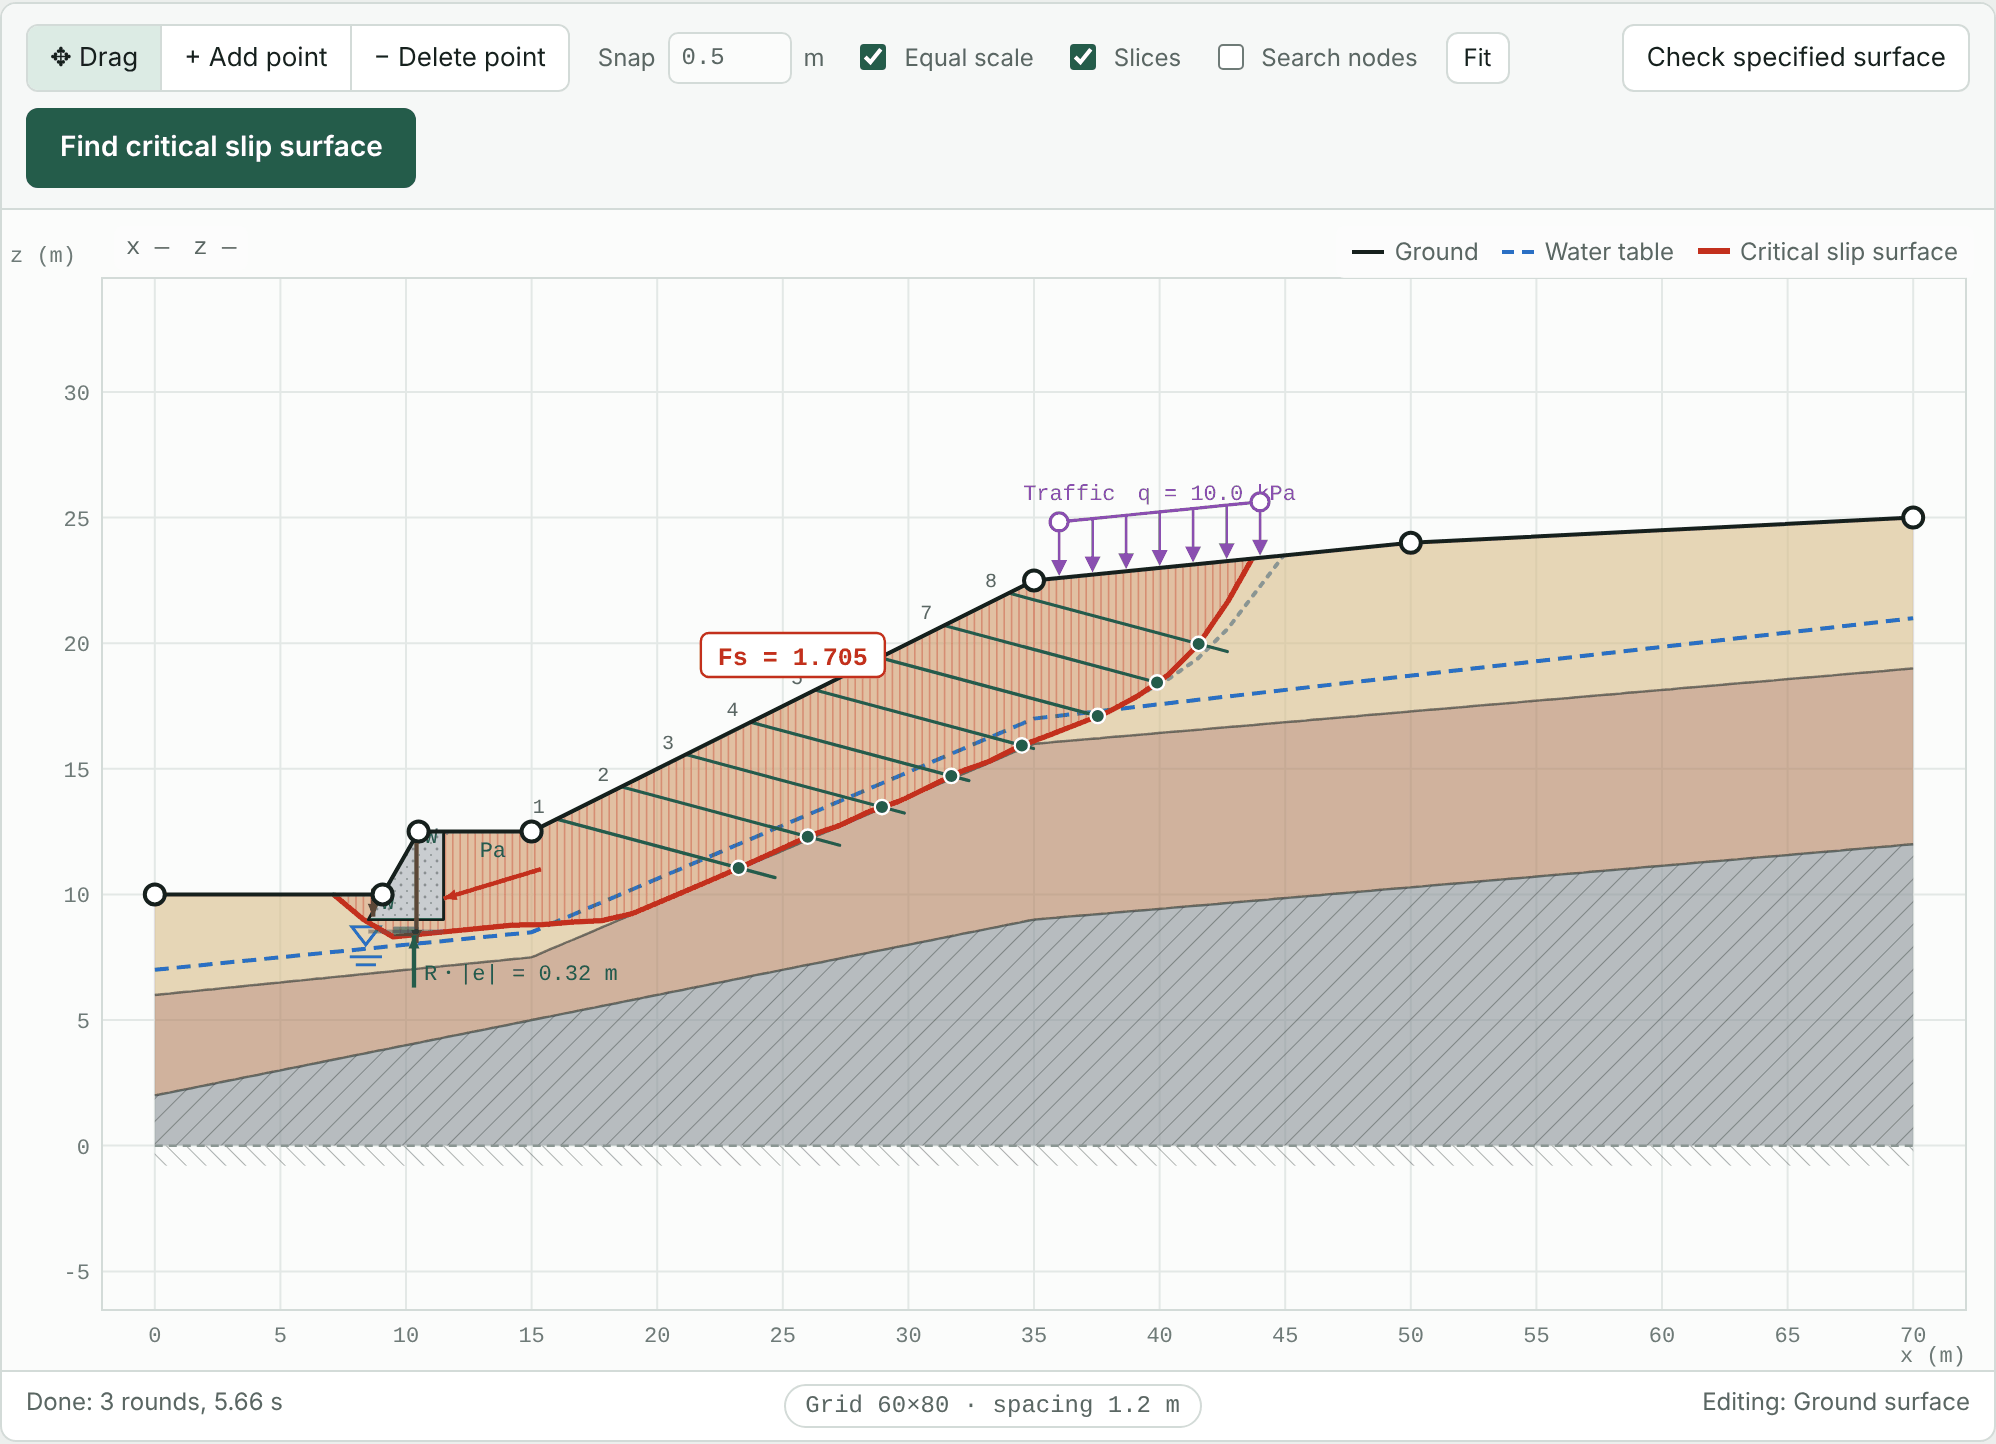 ✥ Drag + Add point − Delete point Snap 0.5 m Equal scale Slices Search nodes Fit Check specified surface
Find critical slip surface
z (m) x — z —
Ground Water table Critical slip surface
30
Traffic q = 10.0 kPa
25
8
7
20
Fs = 1.705
5
4
3
15
2
1
W
Pa
10
W
R·|e| = 0.32 m
5
0
-5
0 5 10 15 20 25 30 35 40 45 50 55 60 65 70
x (m)
Done: 3 rounds, 5.66 s Grid 60×80 · spacing 1.2 m Editing: Ground surface